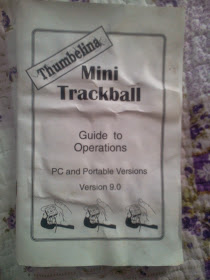 Thumbelina
Mini
Trackball
Guide to
Operations
PC and Portable Versions
Version 9.0